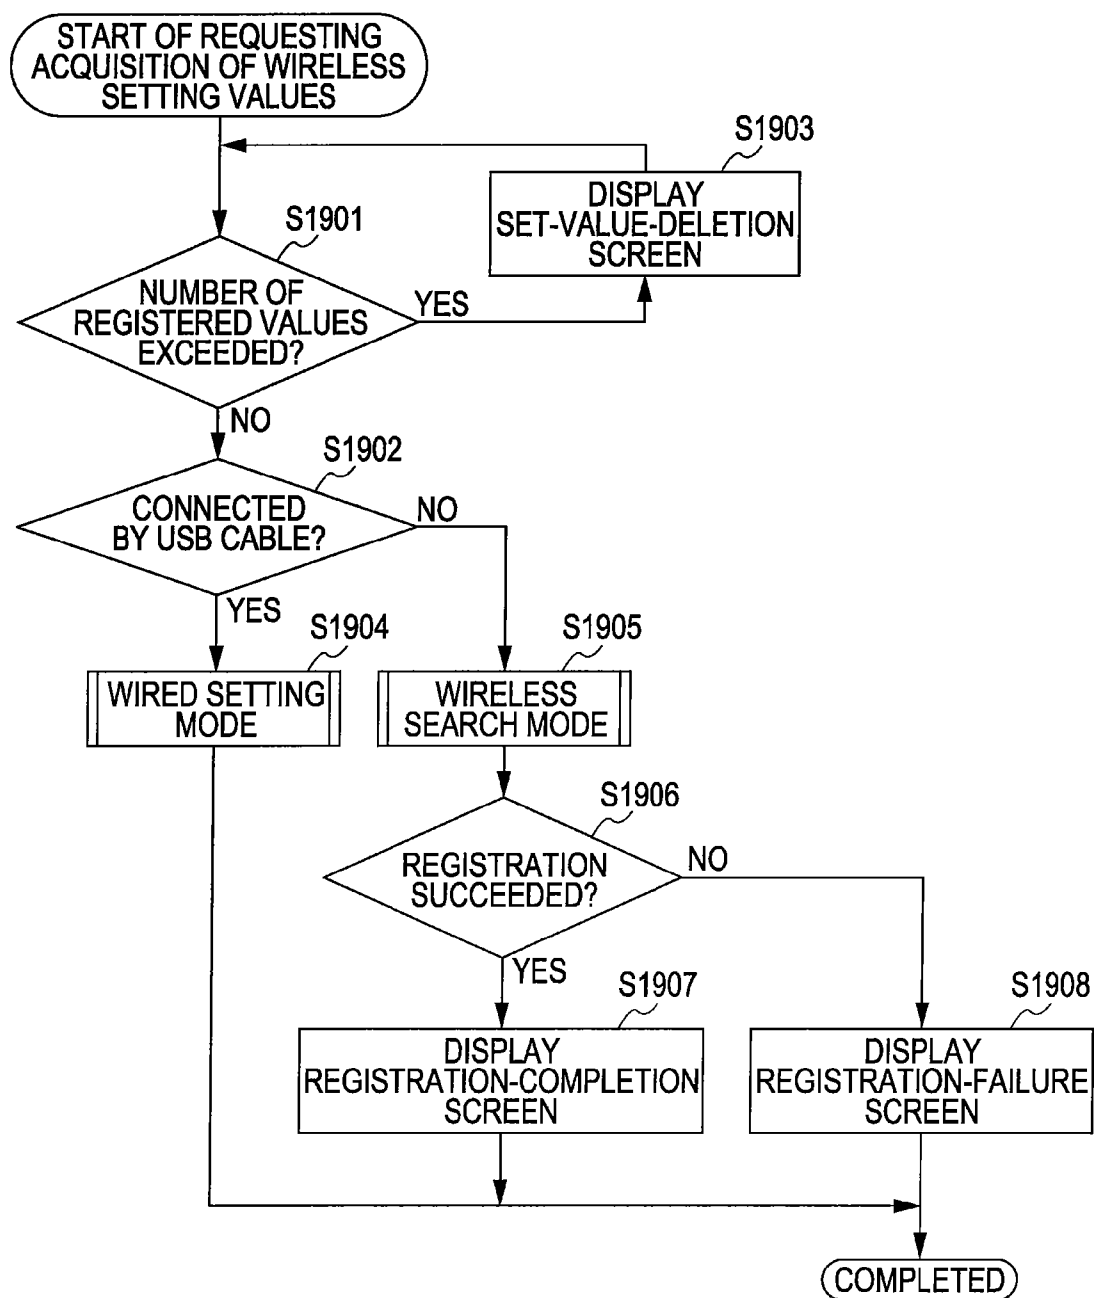 START OF REQUESTING
ACQUISITION OF WIRELESS
SETTING VALUES
S1903
DISPLAY
SET-VALUE-DELETION
SCREEN
S1901
NUMBER OF
REGISTERED VALUES
EXCEEDED?
YES
NO
S1902
CONNECTED
BY USB CABLE?
NO
YES
S1904
WIRED SETTING
MODE
S1905
WIRELESS
SEARCH MODE
S1906
REGISTRATION
SUCCEEDED?
NO
YES
S1907
DISPLAY
REGISTRATION-COMPLETION
SCREEN
S1908
DISPLAY
REGISTRATION-FAILURE
SCREEN
COMPLETED